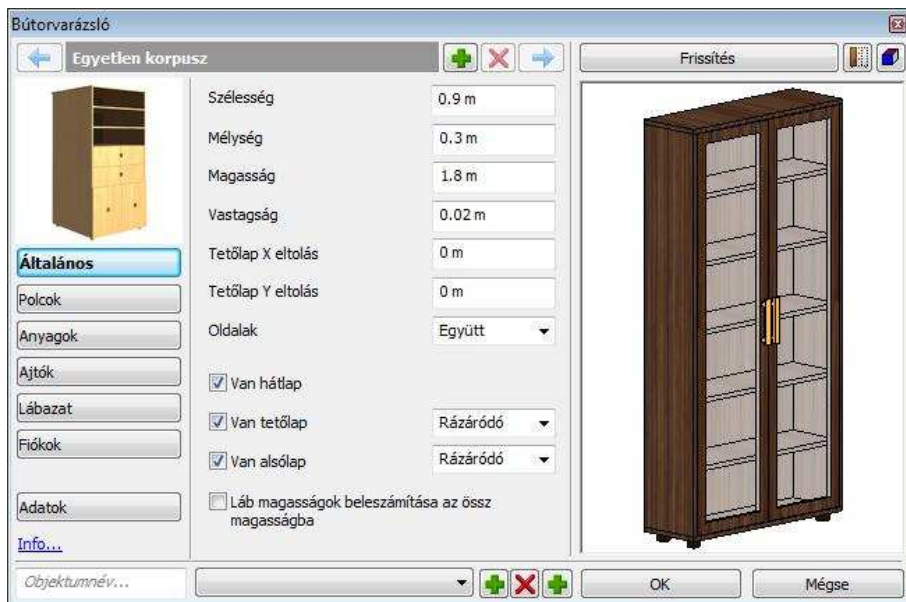 Bútorvarázsló
Egyetlen korpusz
Frissítés
Szélesség 0.9 m
Mélység 0.3 m
Magasság 1.8 m
Vastagság 0.02 m
Tetőlap X eltolás 0 m
Tetőlap Y eltolás 0 m
Oldalak Együtt
Van hátlap
Van tetőlap Rázáródó
Van alsólap Rázáródó
Láb magasságok beleszámítása az össz
magasságba
Általános
Polcok
Anyagok
Ajtók
Lábazat
Fiókok
Adatok
Info...
Objektumnév...
OK
Mégse